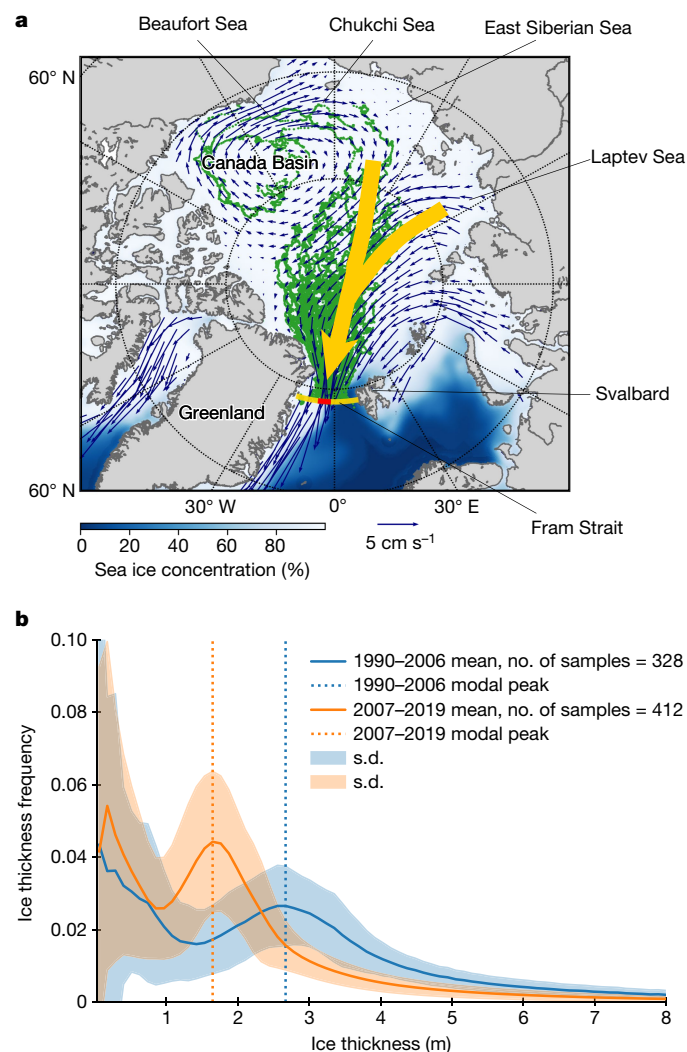 a
Beaufort Sea
Chukchi Sea
East Siberian Sea
60° N
Canada Basin
Laptev Sea
Greenland
Svalbard
60° N
30° W
0°
30° E
Fram Strait
0 20 40 60 80
Sea ice concentration (%)
5 cm s⁻¹
b
0.10
0.08
0.06
0.04
0.02
0
Ice thickness frequency
1990–2006 mean, no. of samples = 328
1990–2006 modal peak
2007–2019 mean, no. of samples = 412
2007–2019 modal peak
s.d.
s.d.
1 2 3 4 5 6 7 8
Ice thickness (m)